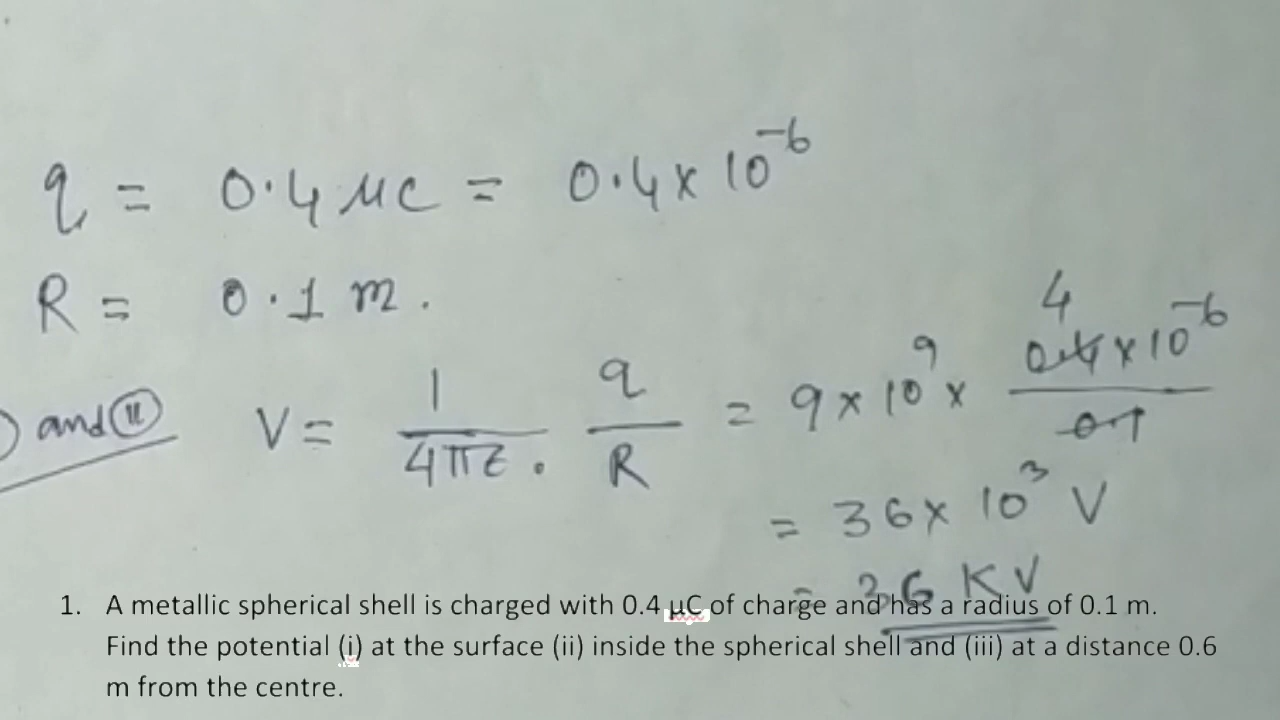 q = 0.4 μC = 0.4 × 10⁻⁶
R = 0.1 m.
) and (ii) V = 1/4πε₀ . q/R = 9 × 10⁹ × 4 0.4 × 10⁻⁶ / 0.1
= 36 × 10³ V
= 36 KV
1. A metallic spherical shell is charged with 0.4 μC of charge and has a radius of 0.1 m.
Find the potential (i) at the surface (ii) inside the spherical shell and (iii) at a distance 0.6
m from the centre.